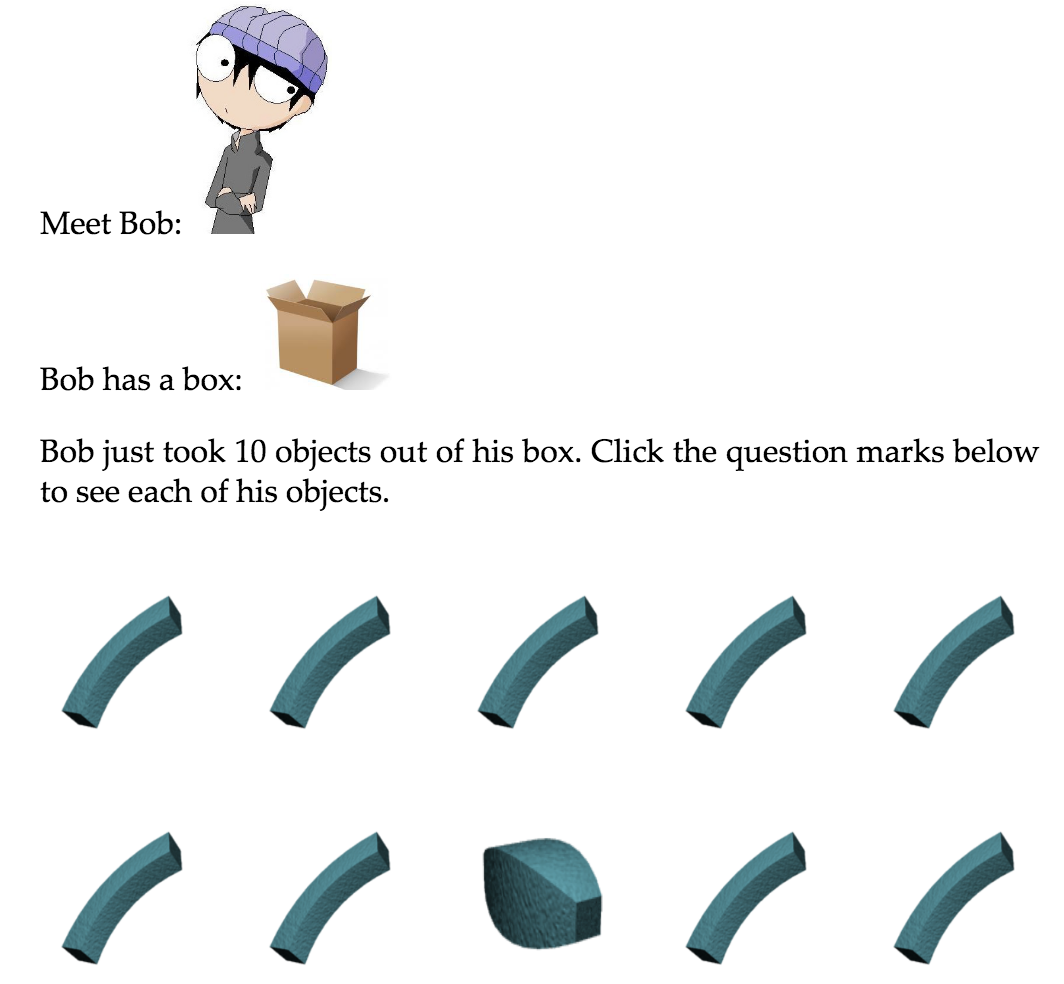 Meet Bob:
Bob has a box:
Bob just took 10 objects out of his box. Click the question marks below
to see each of his objects.